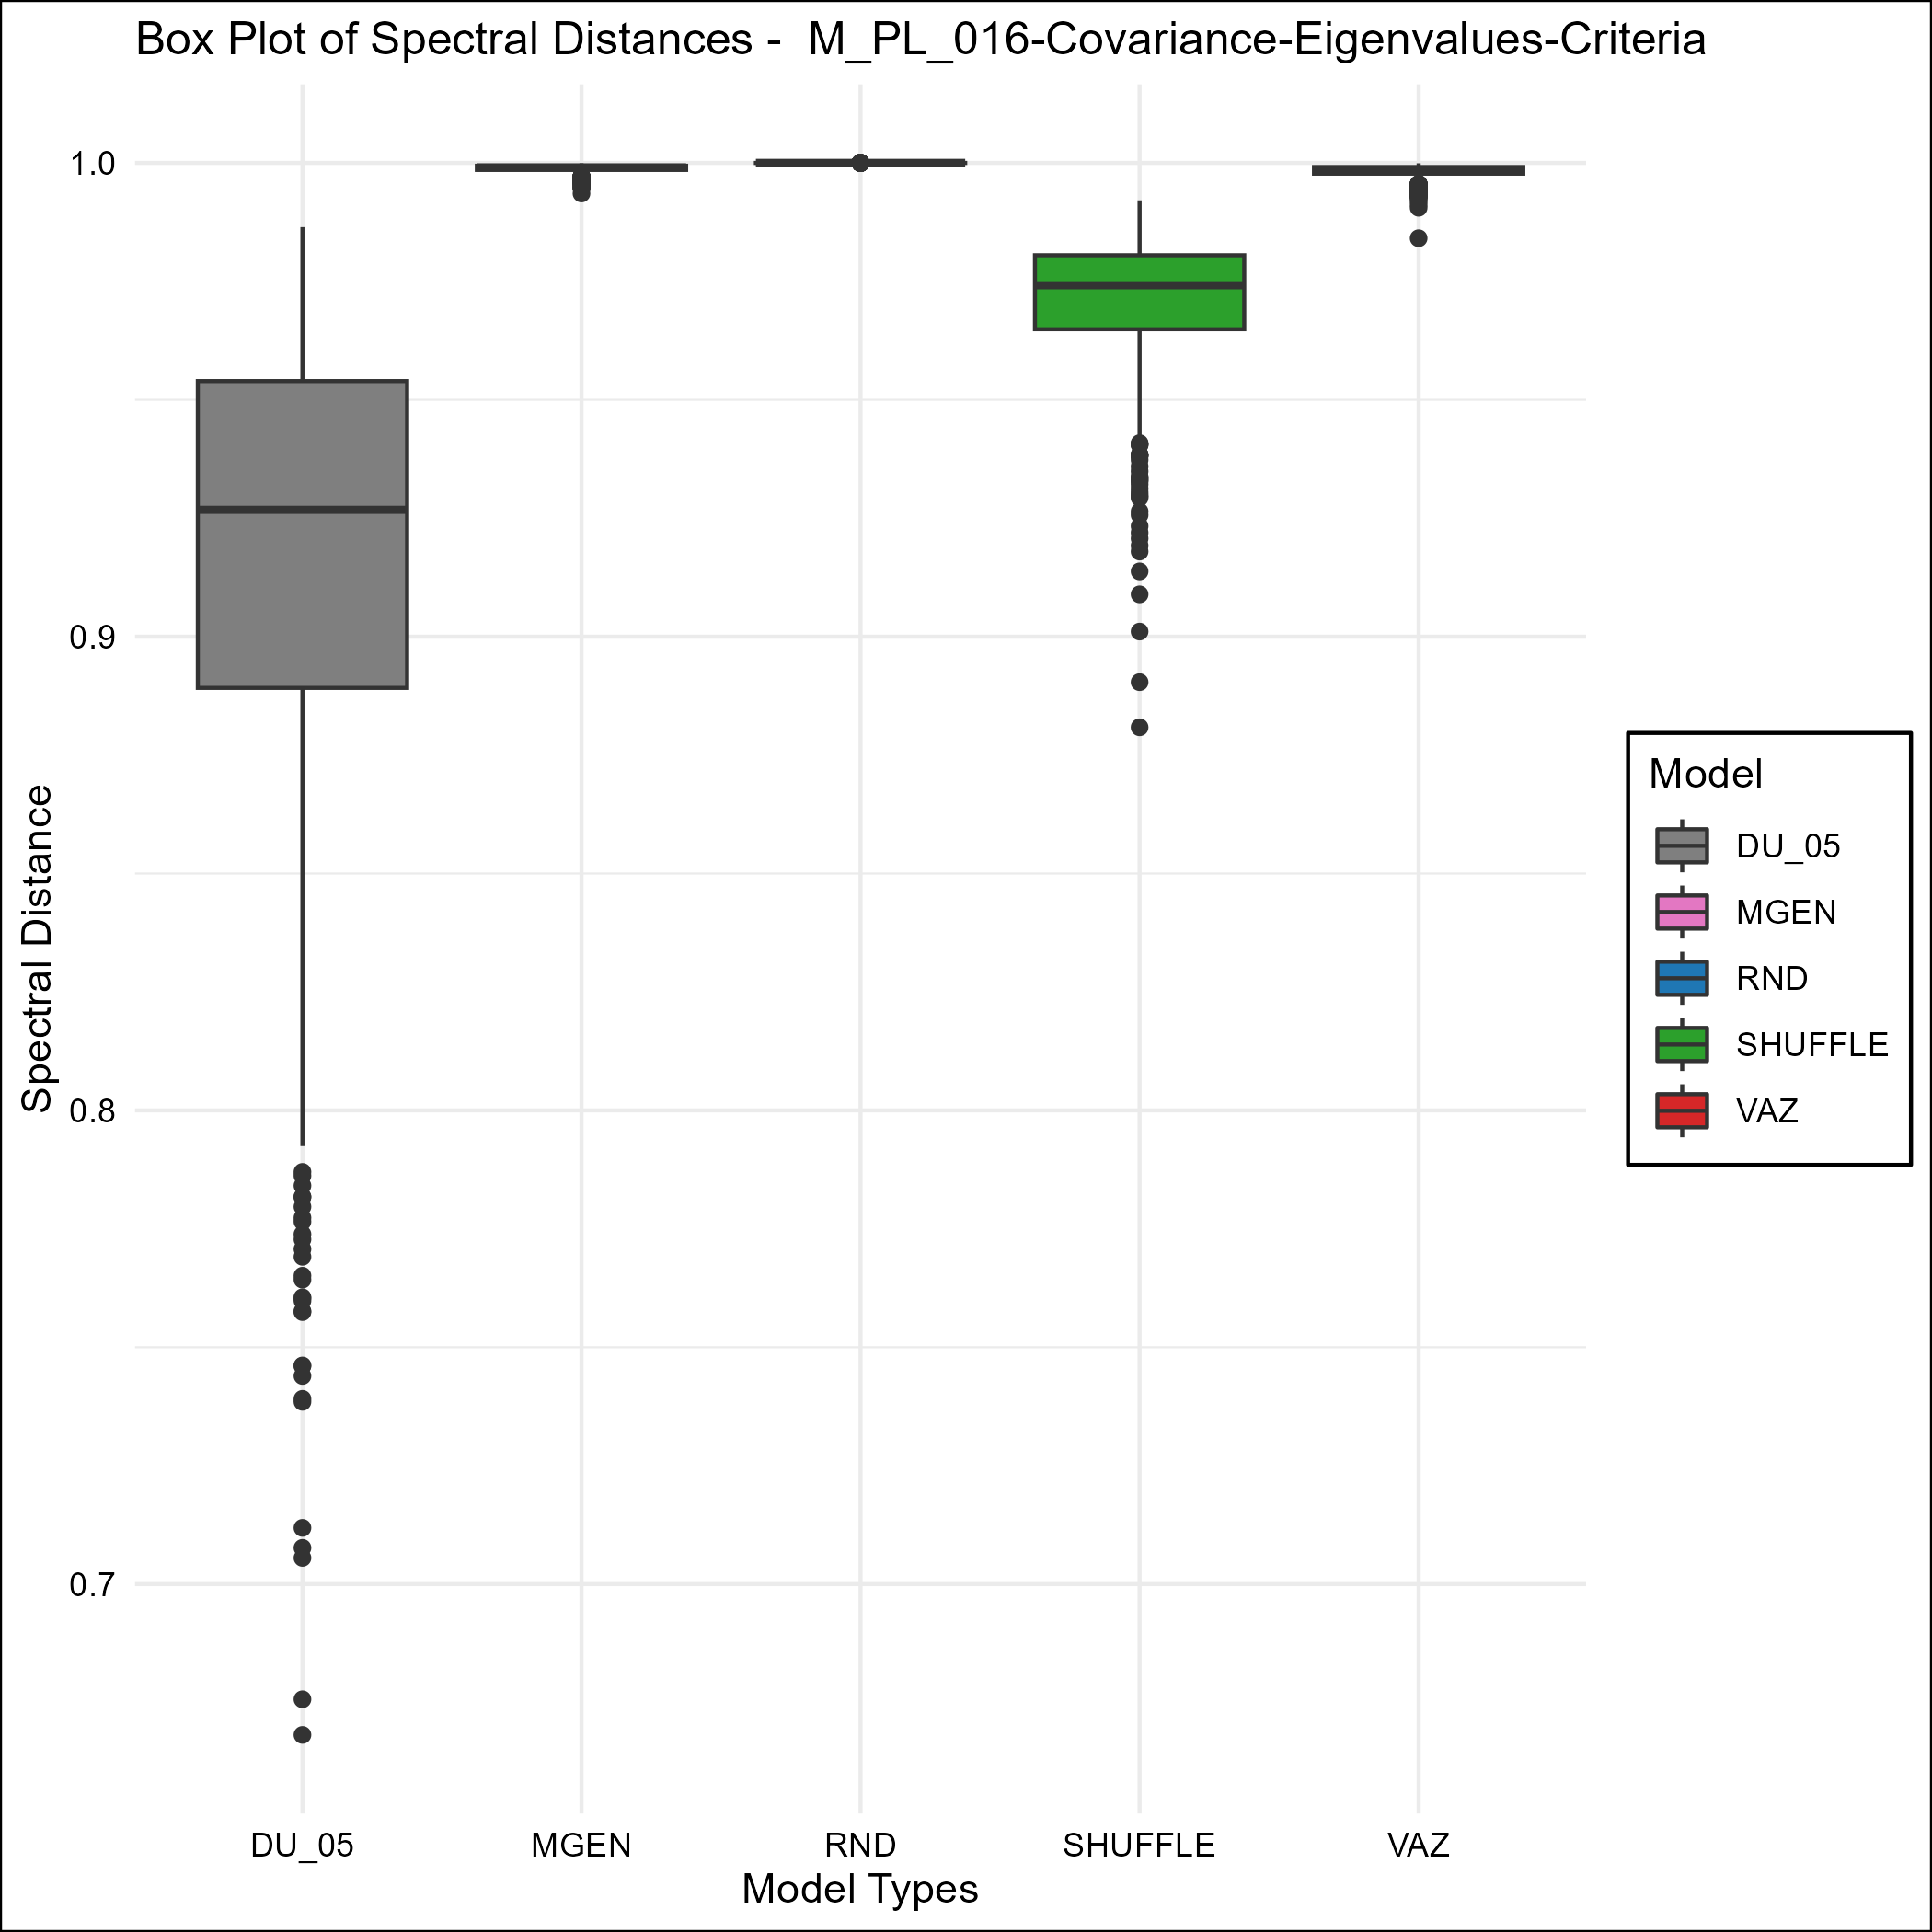 Box Plot of Spectral Distances -  M_PL_016-Covariance-Eigenvalues-Criteria
1.0
0.9
0.8
0.7
Spectral Distance
DU_05
MGEN
RND
SHUFFLE
VAZ
Model Types
Model
DU_05
MGEN
RND
SHUFFLE
VAZ